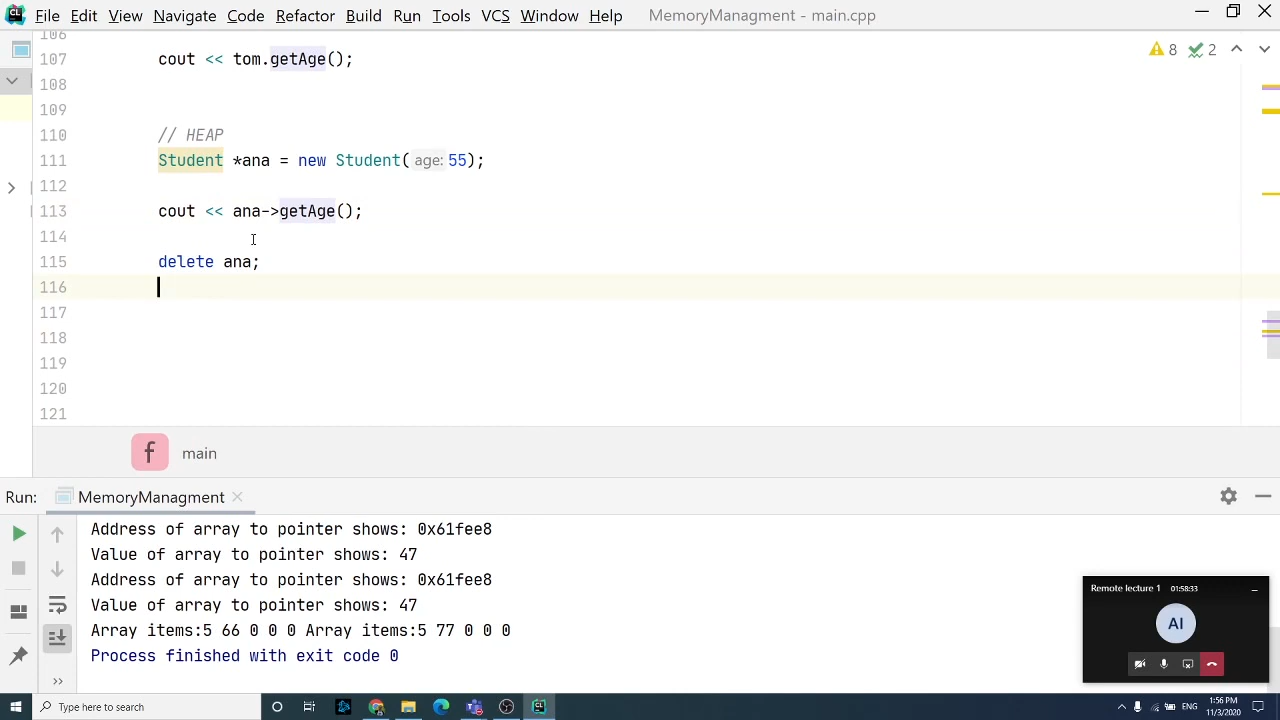 File Edit View Navigate Code Refactor Build Run Tools VCS Window Help MemoryManagment - main.cpp
106
107 cout << tom.getAge(); 8 2
108
109
110 // HEAP
111 Student *ana = new Student( age: 55);
112
113 cout << ana->getAge();
114
115 delete ana;
116
117
118
119
120
121
f main
Run: MemoryManagment
Address of array to pointer shows: 0x61fee8
Value of array to pointer shows: 47
Address of array to pointer shows: 0x61fee8
Value of array to pointer shows: 47
Array items:5 66 0 0 0 Array items:5 77 0 0 0
Process finished with exit code 0
Remote lecture 1 01:58:33
AI
Type here to search
ENG
1:56 PM
11/3/2020